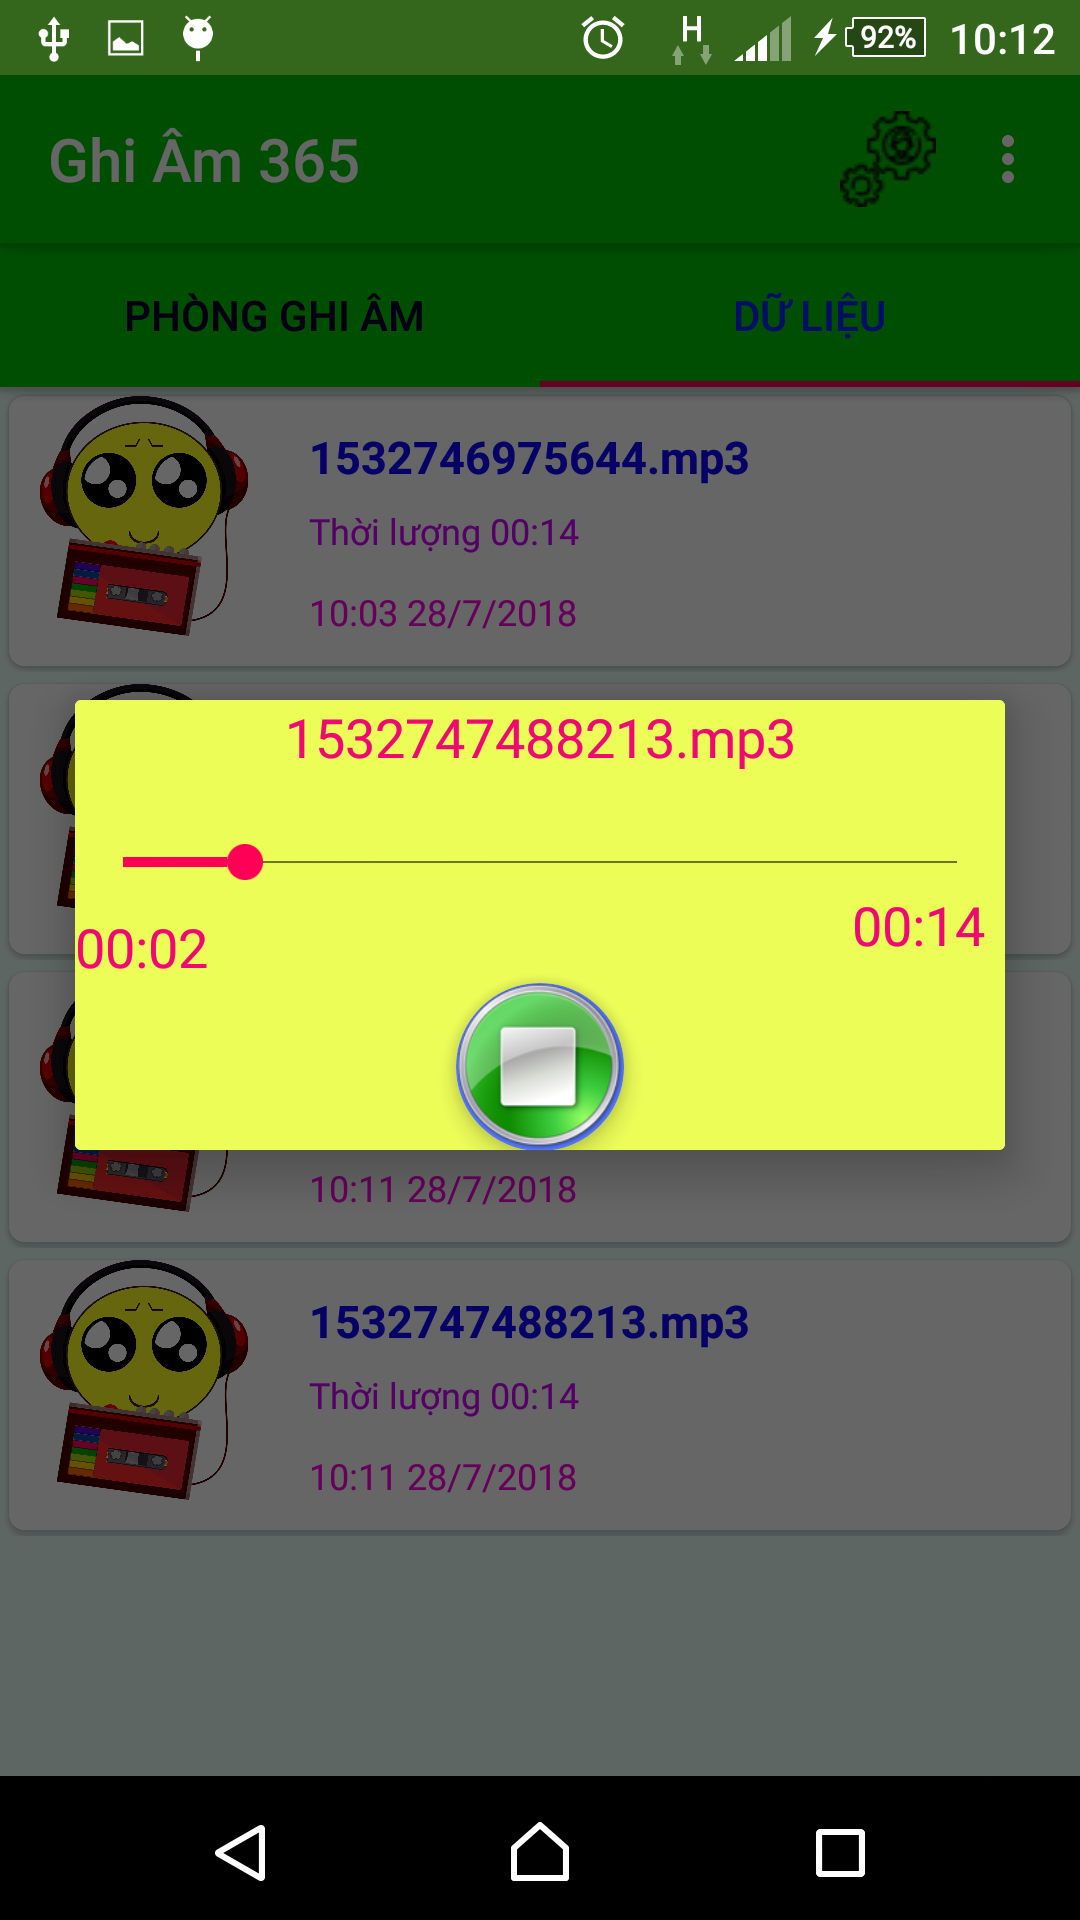 H 92% 10:12
Ghi Âm 365
PHÒNG GHI ÂM DỮ LIỆU
1532746975644.mp3
Thời lượng 00:14
10:03 28/7/2018
1532747488213.mp3
00:02 00:14
10:11 28/7/2018
1532747488213.mp3
Thời lượng 00:14
10:11 28/7/2018